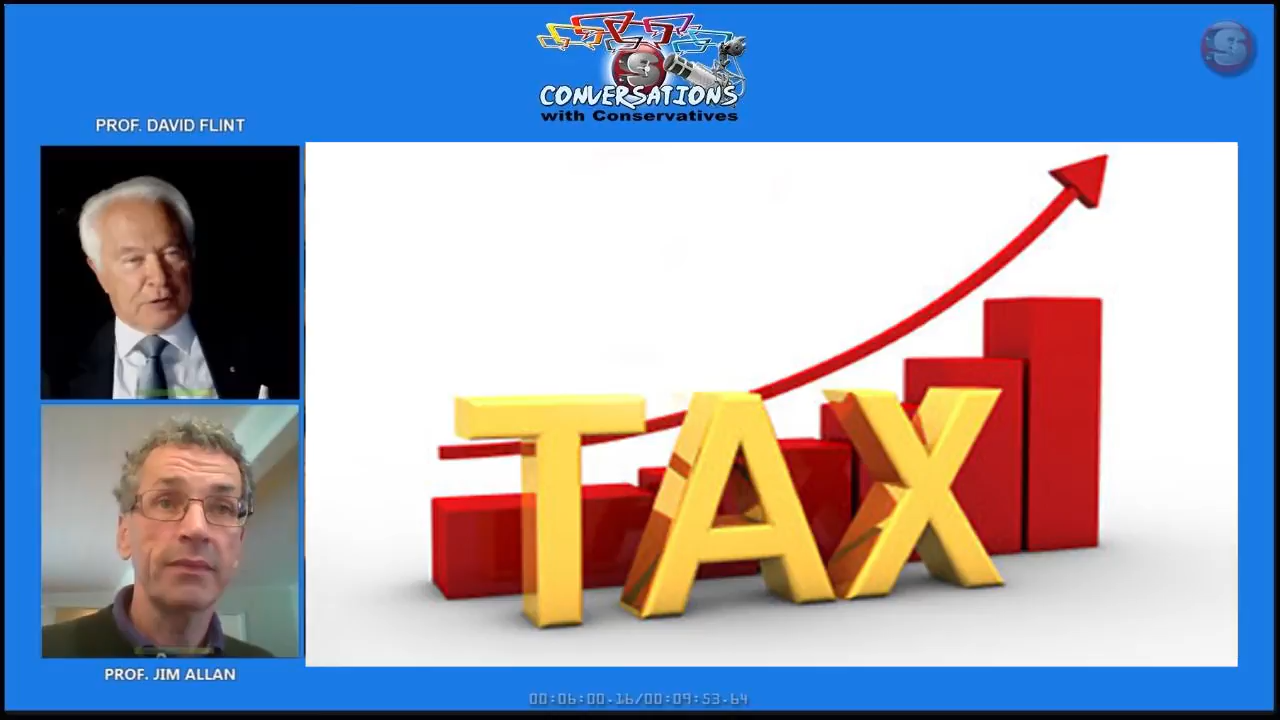 CONVERSATIONS
with Conservatives
S
S
PROF. DAVID FLINT
TAX
PROF. JIM ALLAN
00:06:00.16/00:09:53.64